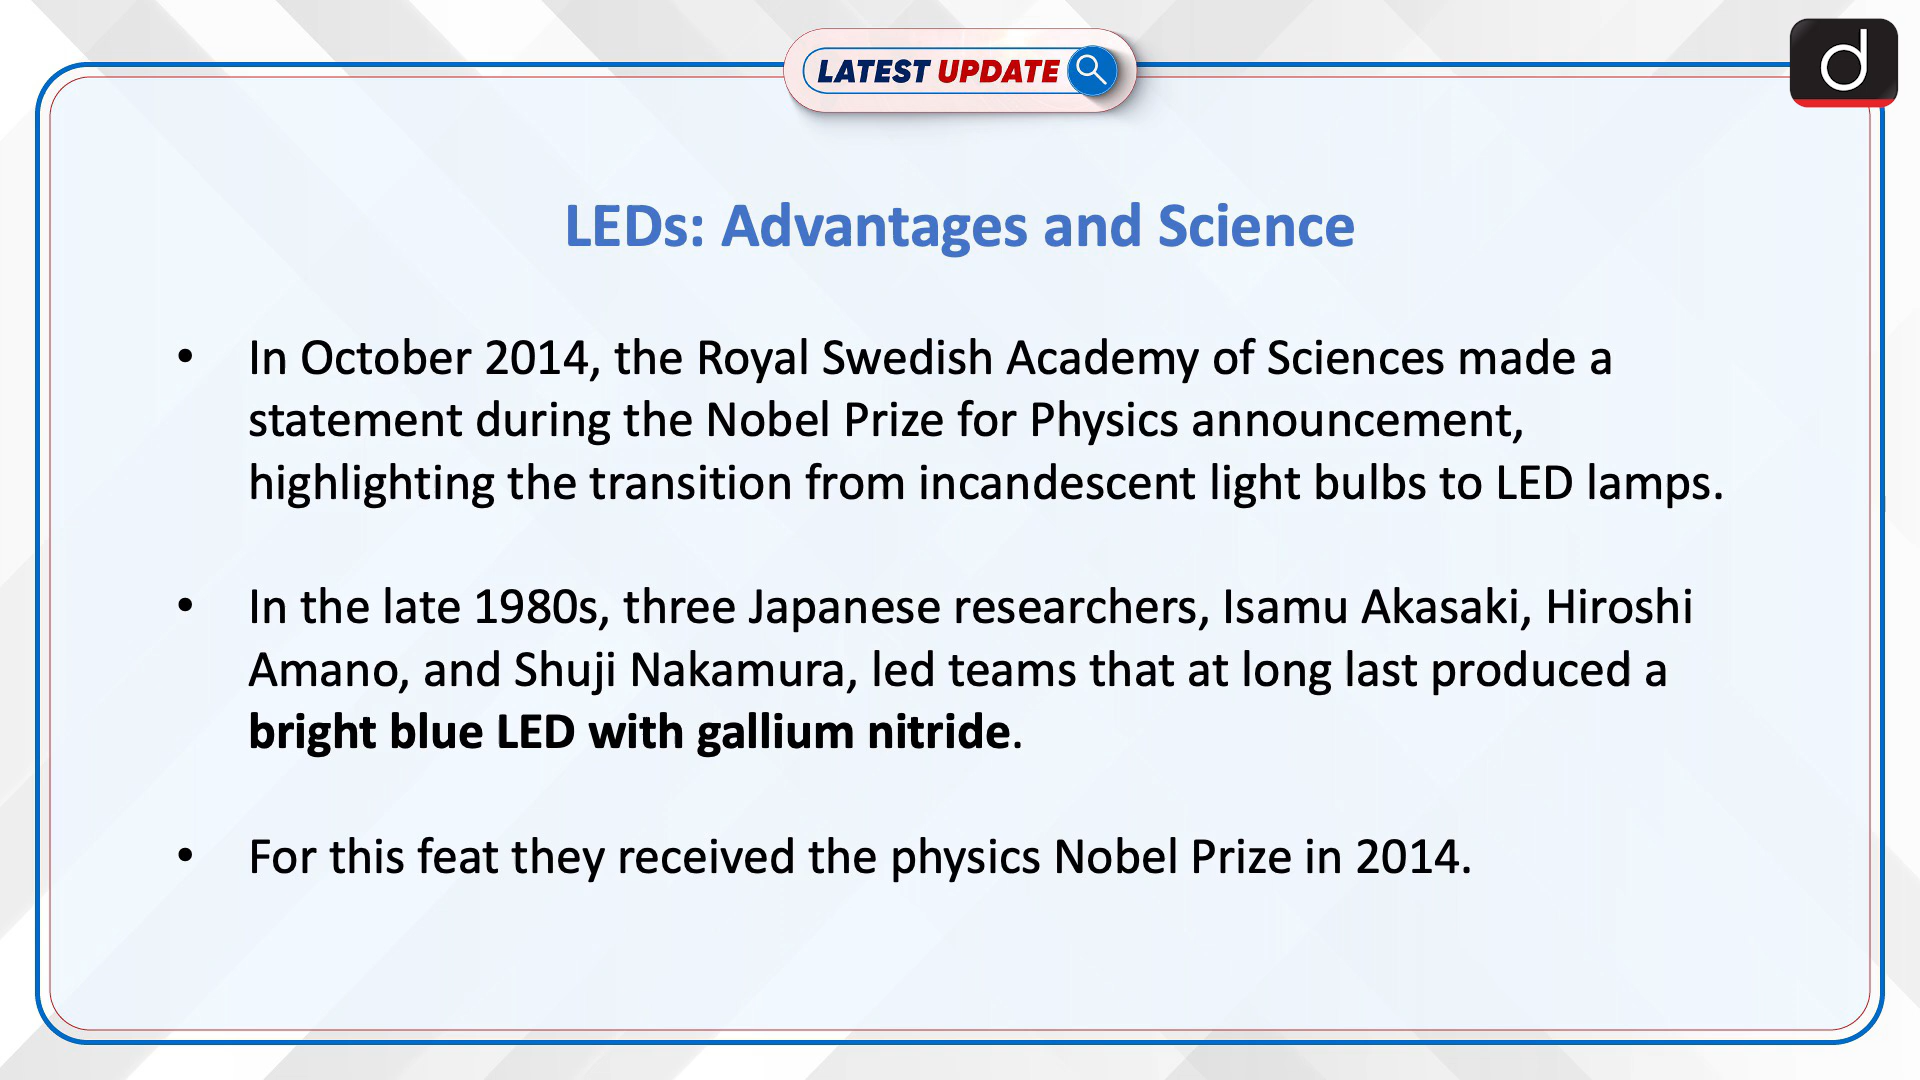 LATEST UPDATE
d
LEDs: Advantages and Science
• In October 2014, the Royal Swedish Academy of Sciences made a
statement during the Nobel Prize for Physics announcement,
highlighting the transition from incandescent light bulbs to LED lamps.
• In the late 1980s, three Japanese researchers, Isamu Akasaki, Hiroshi
Amano, and Shuji Nakamura, led teams that at long last produced a
bright blue LED with gallium nitride.
• For this feat they received the physics Nobel Prize in 2014.